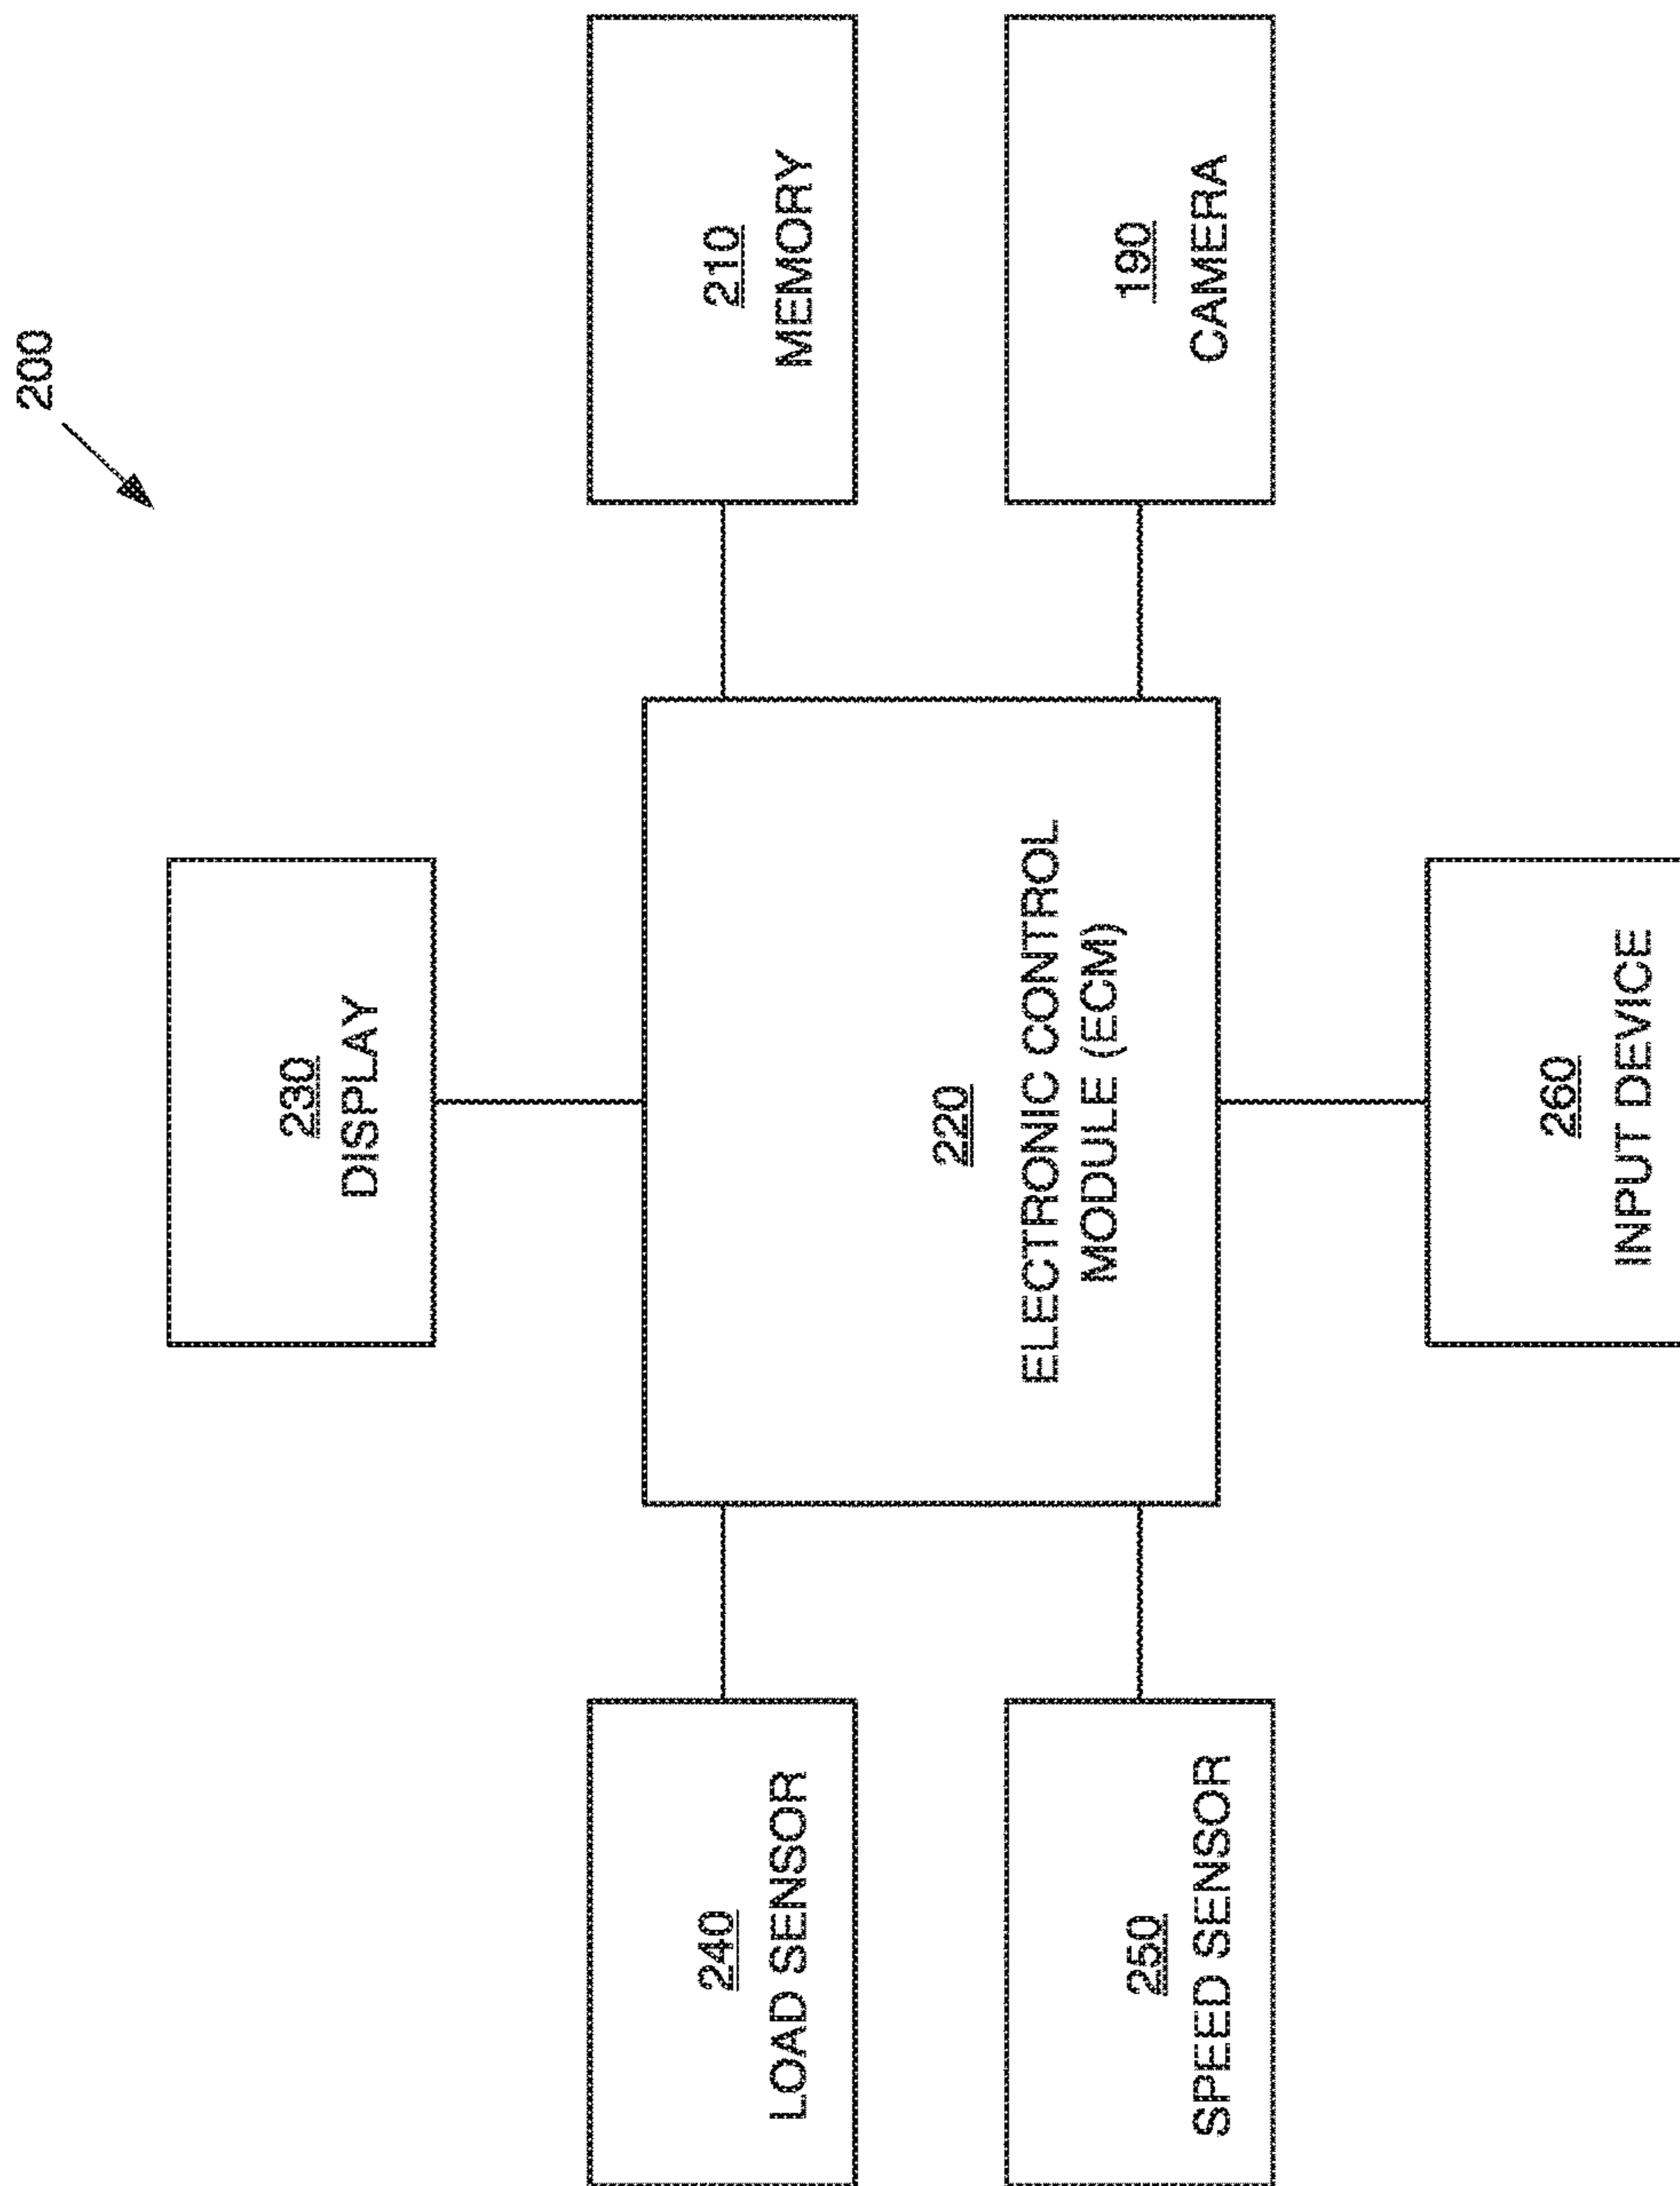 200
230
DISPLAY
240
LOAD SENSOR
210
MEMORY
220
ELECTRONIC CONTROL
MODULE (ECM)
250
SPEED SENSOR
190
CAMERA
260
INPUT DEVICE